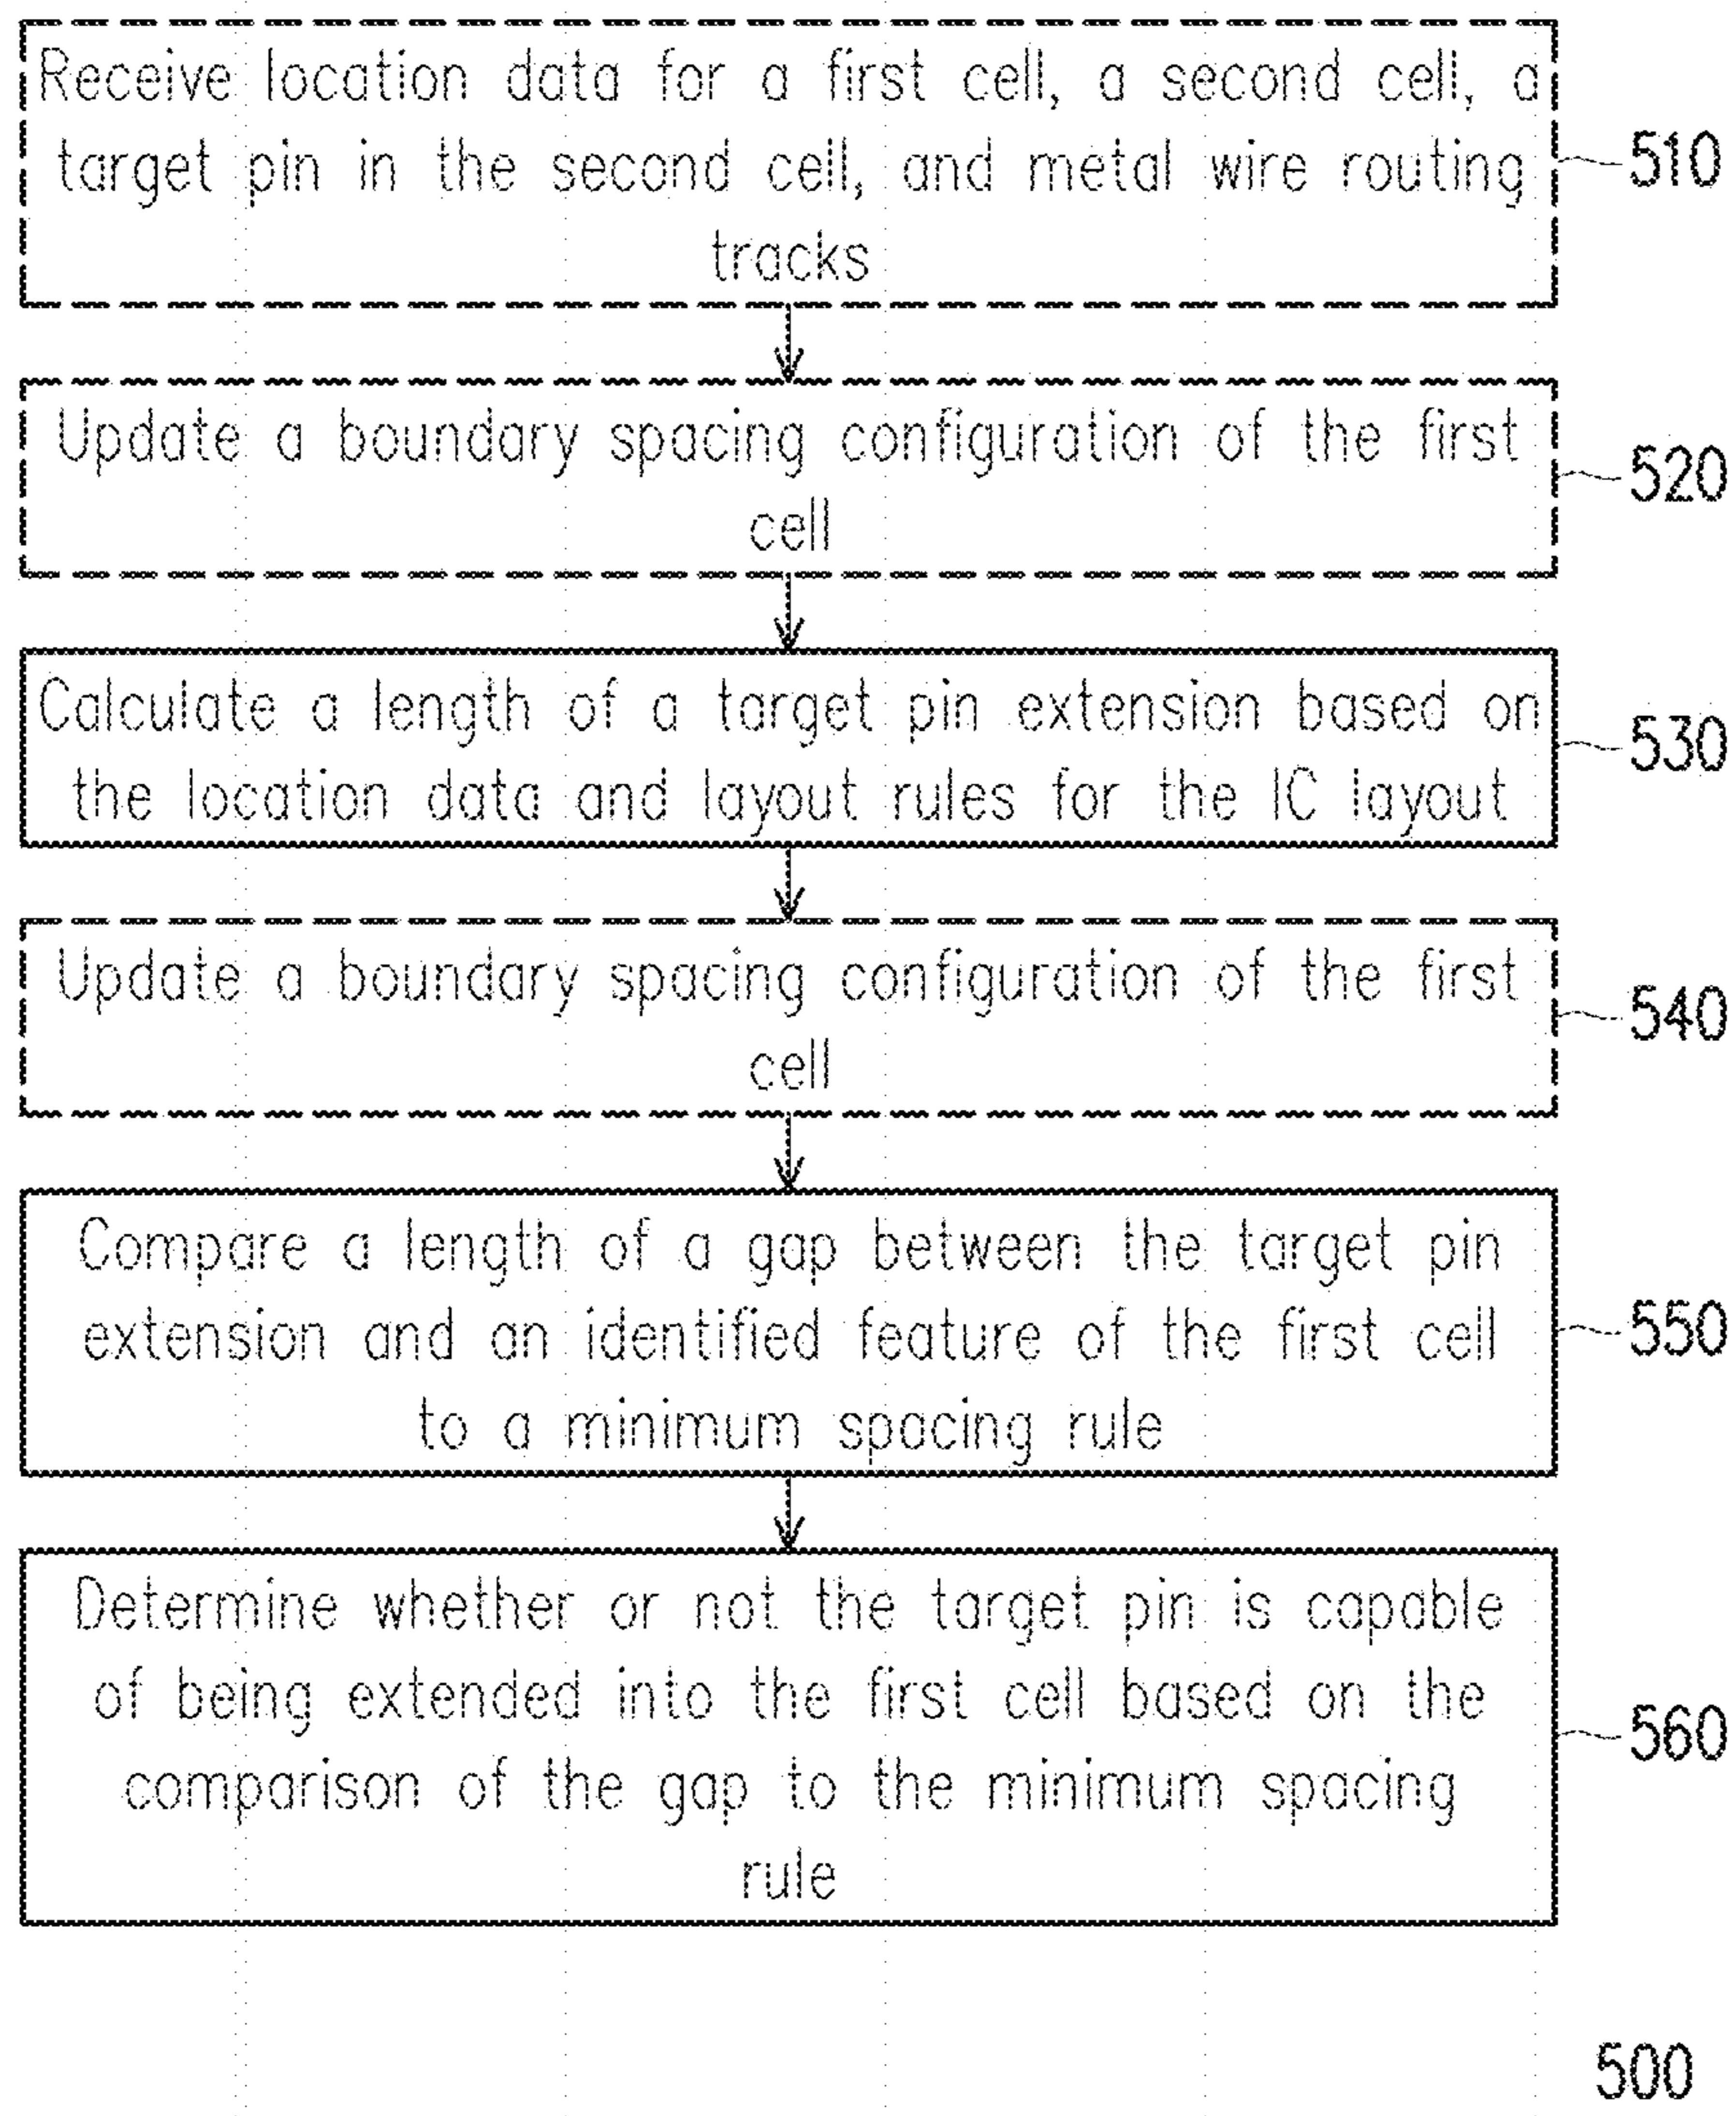 Receive location data for a first cell, a second cell, a
target pin in the second cell, and metal wire routing
tracks
510
Update a boundary spacing configuration of the first
cell
520
Calculate a length of a target pin extension based on
the location data and layout rules for the IC layout
530
Update a boundary spacing configuration of the first
cell
540
Compare a length of a gap between the target pin
extension and an identified feature of the first cell
to a minimum spacing rule
550
Determine whether or not the target pin is capable
of being extended into the first cell based on the
comparison of the gap to the minimum spacing
rule
560
500